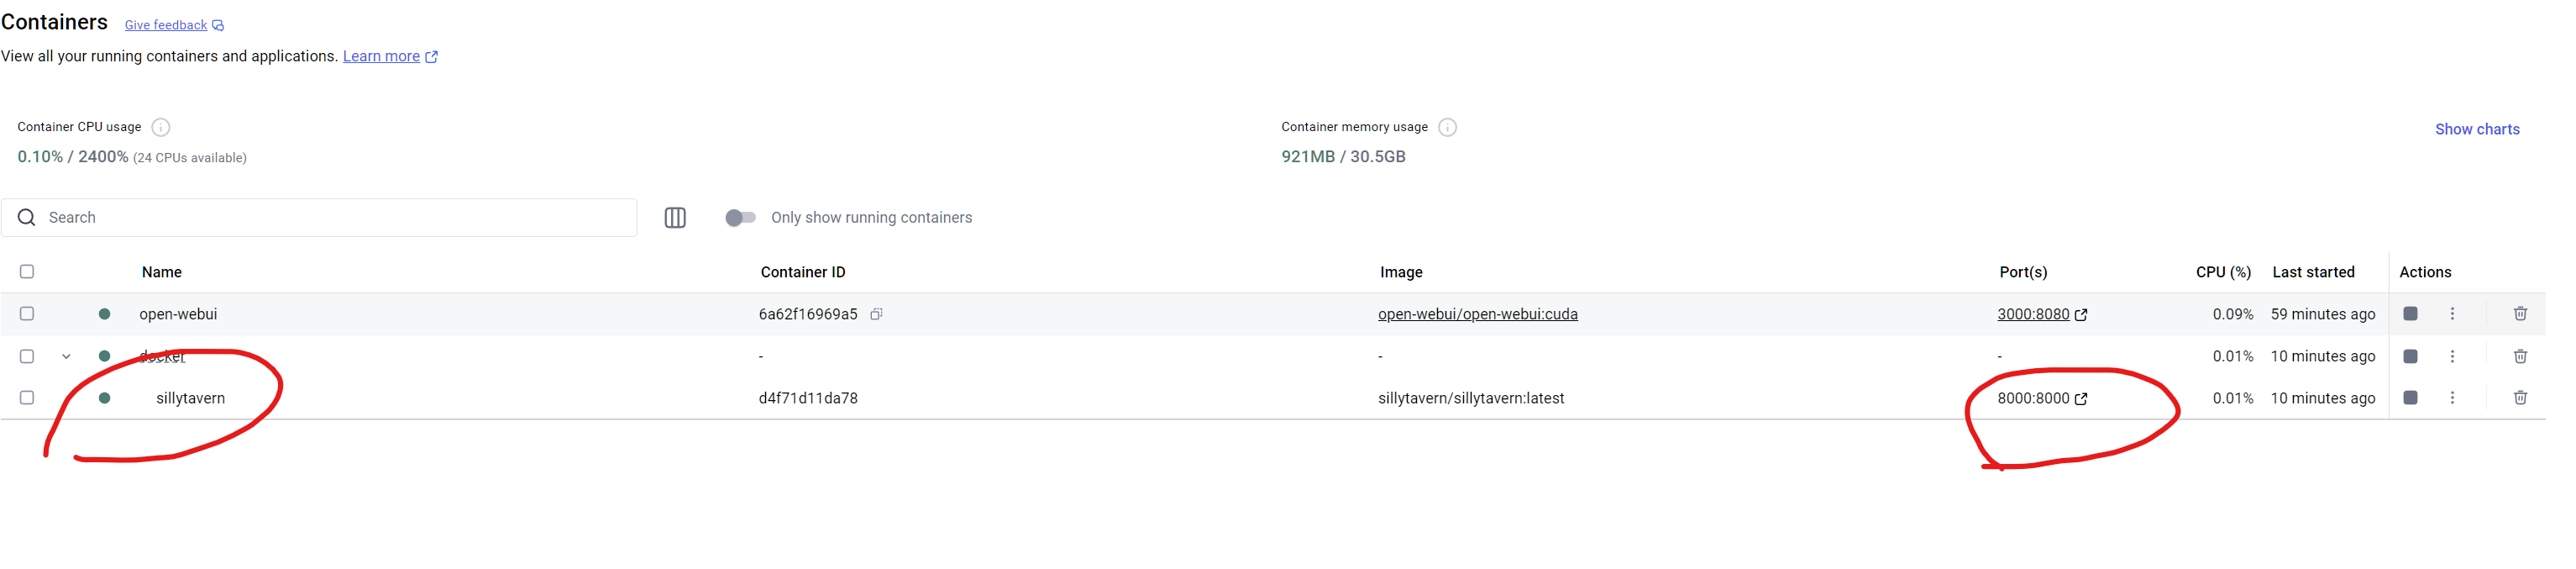 Containers Give feedback
View all your running containers and applications. Learn more
Container CPU usage
0.10% / 2400% (24 CPUs available)
Container memory usage
921MB / 30.5GB
Show charts
Search
Only show running containers
Name Container ID Image Port(s) CPU (%) Last started Actions
open-webui 6a62f16969a5 open-webui/open-webui:cuda 3000:8080 0.09% 59 minutes ago
docker - - - 0.01% 10 minutes ago
sillytavern d4f71d11da78 sillytavern/sillytavern:latest 8000:8000 0.01% 10 minutes ago